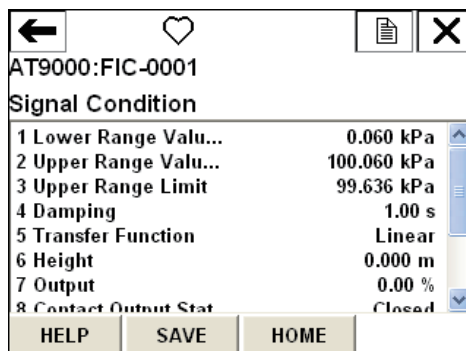 AT9000:FIC-0001
Signal Condition
1 Lower Range Valu... 0.060 kPa
2 Upper Range Valu... 100.060 kPa
3 Upper Range Limit 99.636 kPa
4 Damping 1.00 s
5 Transfer Function Linear
6 Height 0.000 m
7 Output 0.00 %
8 Contact Output Stat Closed
HELP SAVE HOME